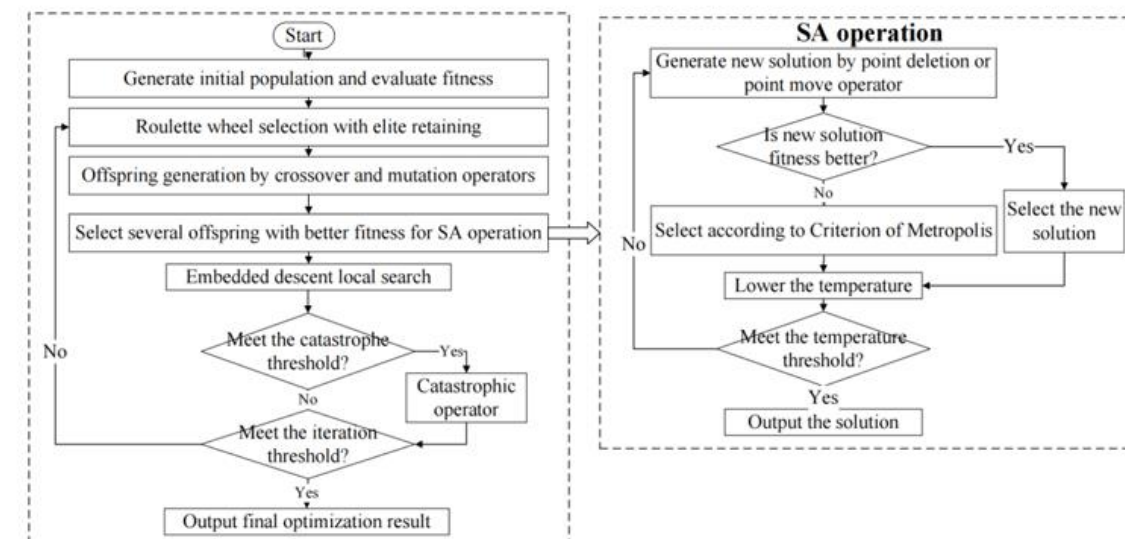 Start
Generate initial population and evaluate fitness
Roulette wheel selection with elite retaining
Offspring generation by crossover and mutation operators
Select several offspring with better fitness for SA operation
Embedded descent local search
Meet the catastrophe
threshold?
Yes
Catastrophic
operator
No
No
Meet the iteration
threshold?
Yes
Output final optimization result
SA operation
Generate new solution by point deletion or
point move operator
Is new solution
fitness better?
Yes
No
Select the new
solution
Select according to Criterion of Metropolis
No
Lower the temperature
Meet the temperature
threshold?
Yes
Output the solution